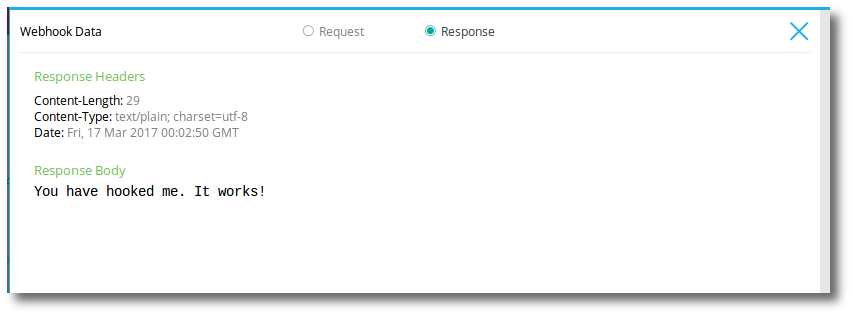 Webhook Data
Request
Response
Response Headers
Content-Length: 29
Content-Type: text/plain; charset=utf-8
Date: Fri, 17 Mar 2017 00:02:50 GMT
Response Body
You have hooked me. It works!